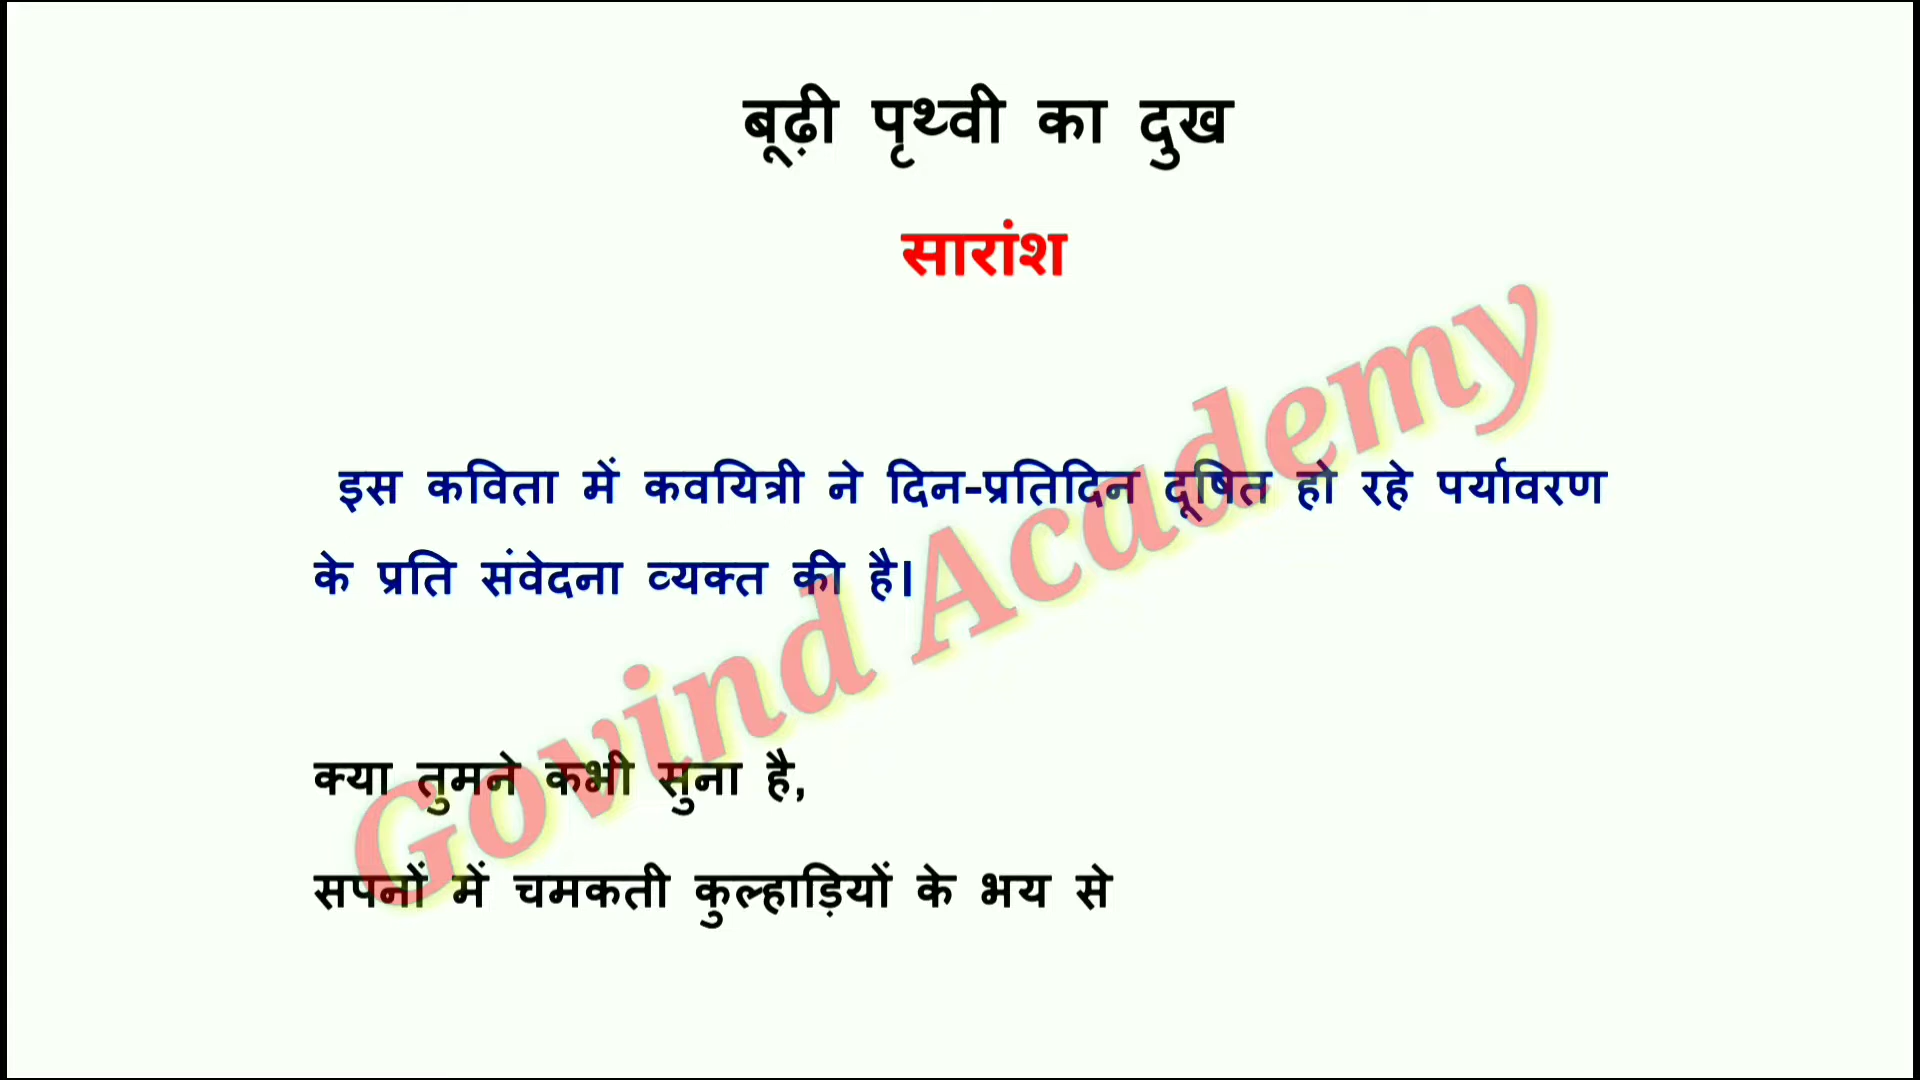 बूढ़ी पृथ्वी का दुख
सारांश
इस कविता में कवयित्री ने दिन-प्रतिदिन दूषित हो रहे पर्यावरण
के प्रति संवेदना व्यक्त की है।
क्या तुमने कभी सुना है,
सपनों में चमकती कुल्हाड़ियों के भय से
Govind Academy